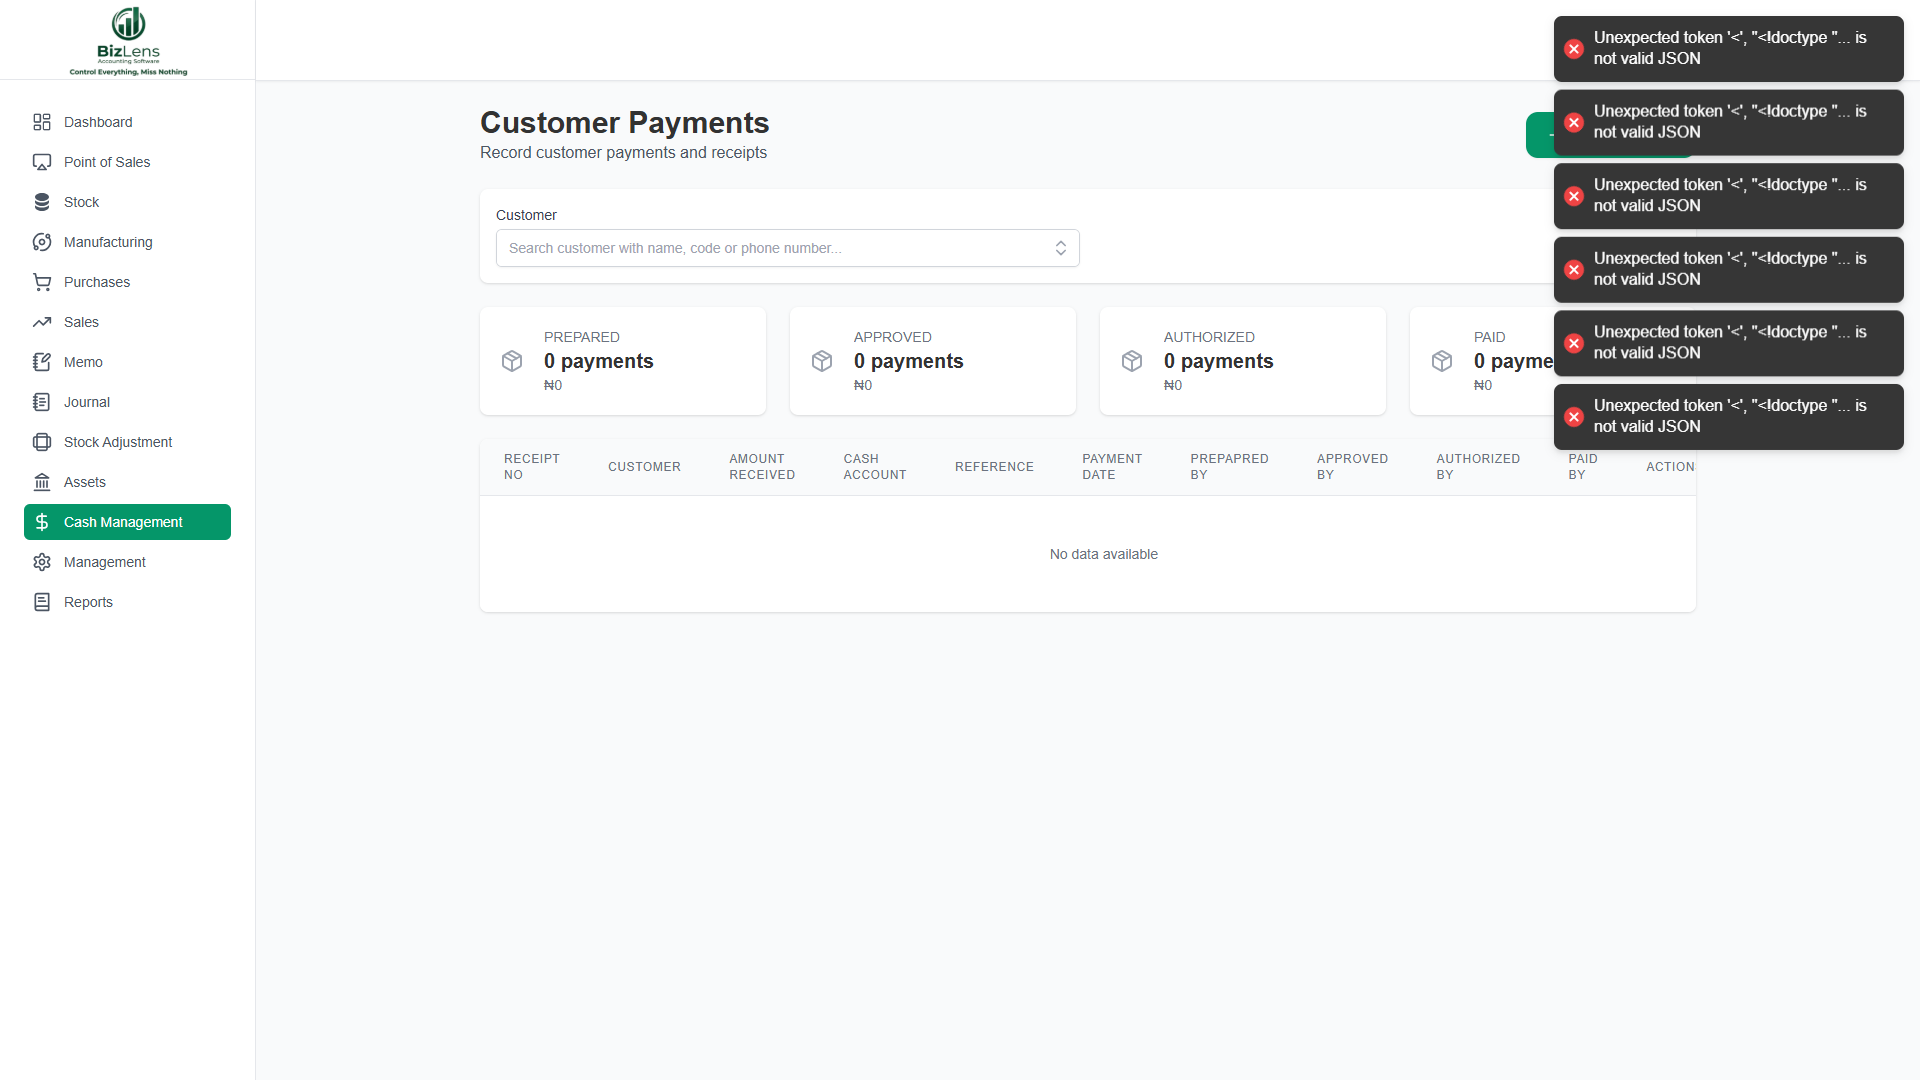 BizLens
Accounting Software
Control Everything, Miss Nothing
Dashboard
Point of Sales
Stock
Manufacturing
Purchases
Sales
Memo
Journal
Stock Adjustment
Assets
Cash Management
Management
Reports
Customer Payments
Record customer payments and receipts
Customer
Search customer with name, code or phone number...
PREPARED
0 payments
₦0
APPROVED
0 payments
₦0
AUTHORIZED
0 payments
₦0
PAID
0 payme
₦0
RECEIPT
NO
CUSTOMER
AMOUNT
RECEIVED
CASH
ACCOUNT
REFERENCE
PAYMENT
DATE
PREPAPRED
BY
APPROVED
BY
AUTHORIZED
BY
PAID
BY
ACTION
No data available
Unexpected token '<', "<!doctype "... is
not valid JSON
Unexpected token '<', "<!doctype "... is
not valid JSON
Unexpected token '<', "<!doctype "... is
not valid JSON
Unexpected token '<', "<!doctype "... is
not valid JSON
Unexpected token '<', "<!doctype "... is
not valid JSON
Unexpected token '<', "<!doctype "... is
not valid JSON